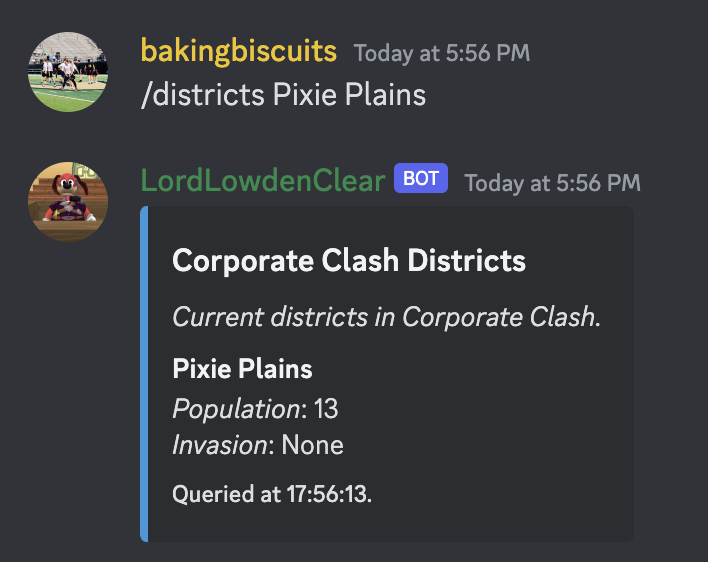 bakingbiscuits Today at 5:56 PM
/districts Pixie Plains
LordLowdenClear BOT Today at 5:56 PM
Corporate Clash Districts
Current districts in Corporate Clash.
Pixie Plains
Population: 13
Invasion: None
Queried at 17:56:13.